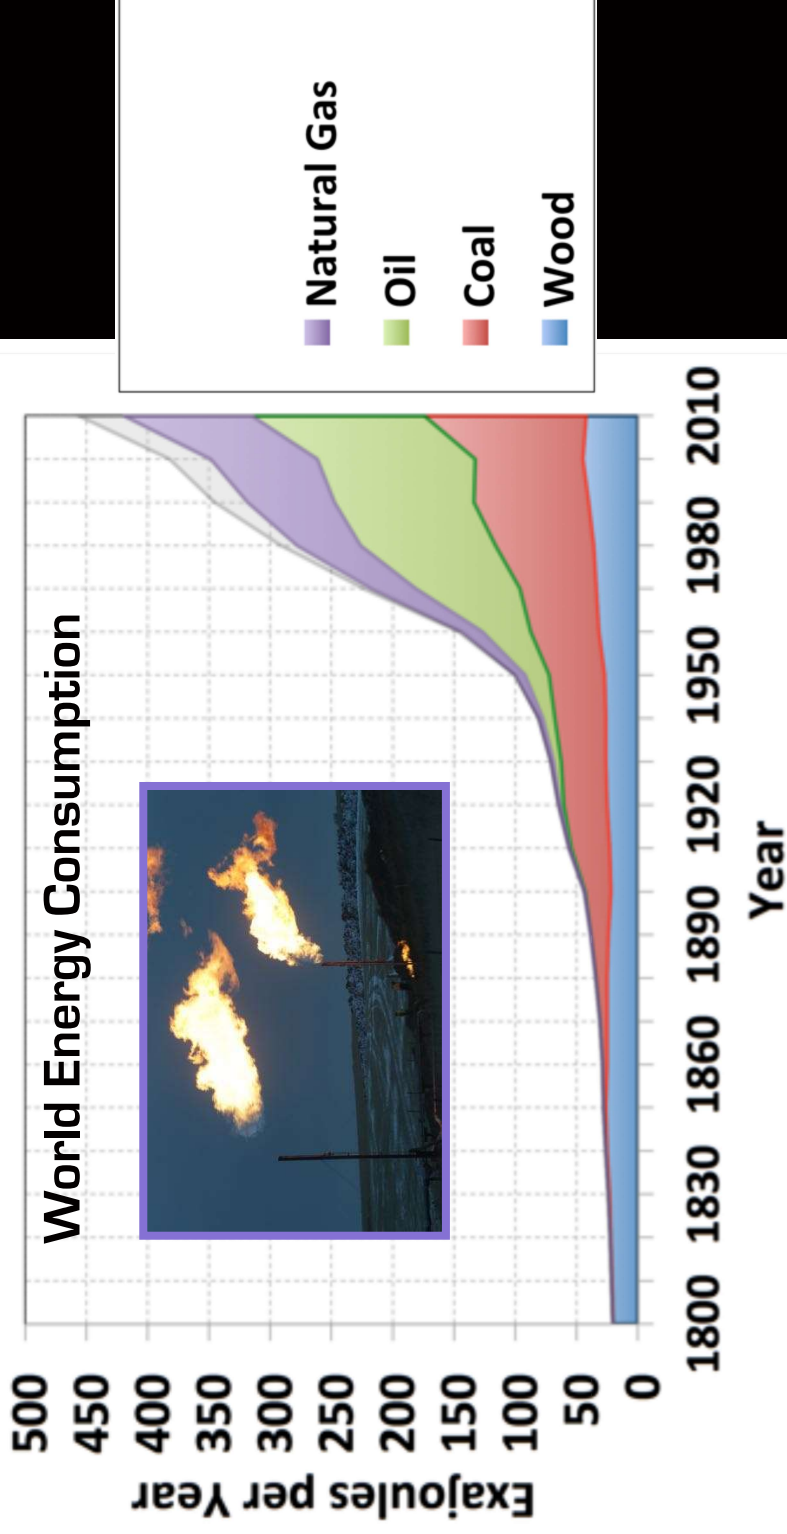 World Energy Consumption
Exajoules per Year
500
450
400
350
300
250
200
150
100
50
0
1800 1830 1860 1890 1920 1950 1980 2010
Year
Natural Gas
Oil
Coal
Wood